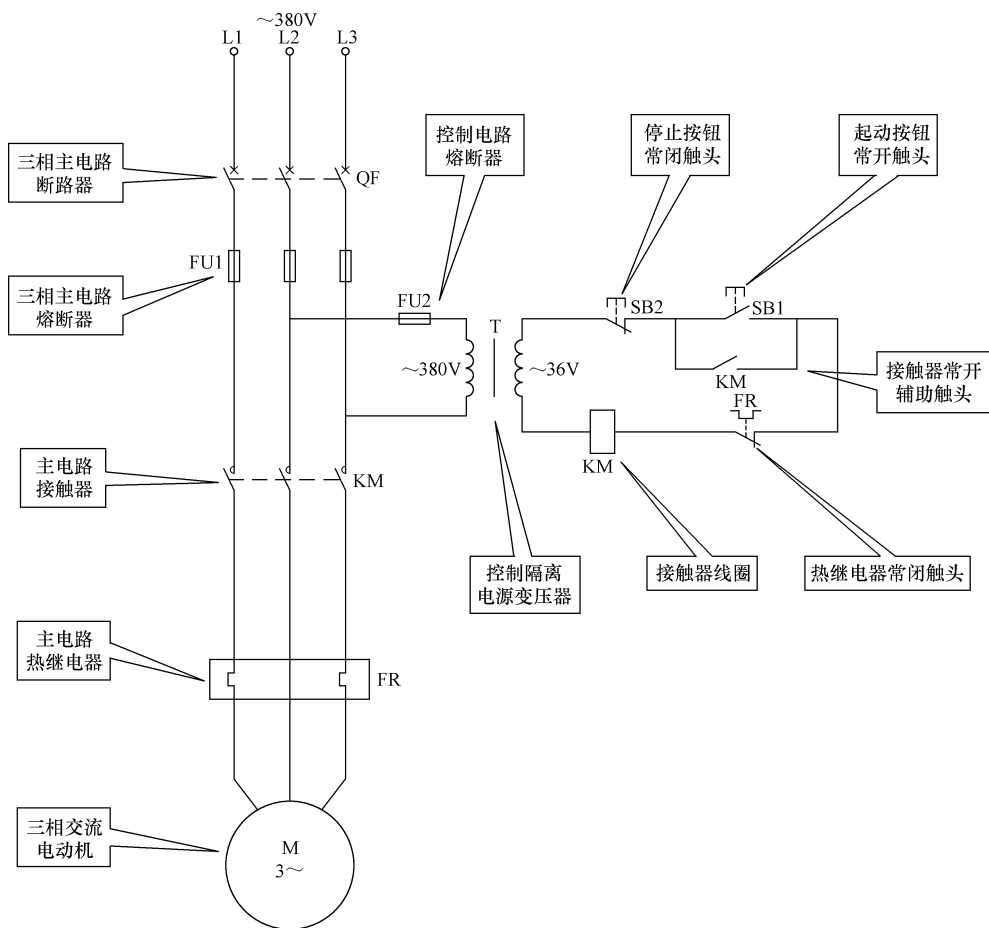 ～380V
L1
L2
L3
三相主电路
断路器
QF
控制电路
熔断器
停止按钮
常闭触头
起动按钮
常开触头
FU1
三相主电路
熔断器
FU2
T
～380V
～36V
SB2
SB1
KM
接触器常开
辅助触头
FR
KM
主电路
接触器
KM
控制隔离
电源变压器
接触器线圈
热继电器常闭触头
主电路
热继电器
FR
三相交流
电动机
M
3～